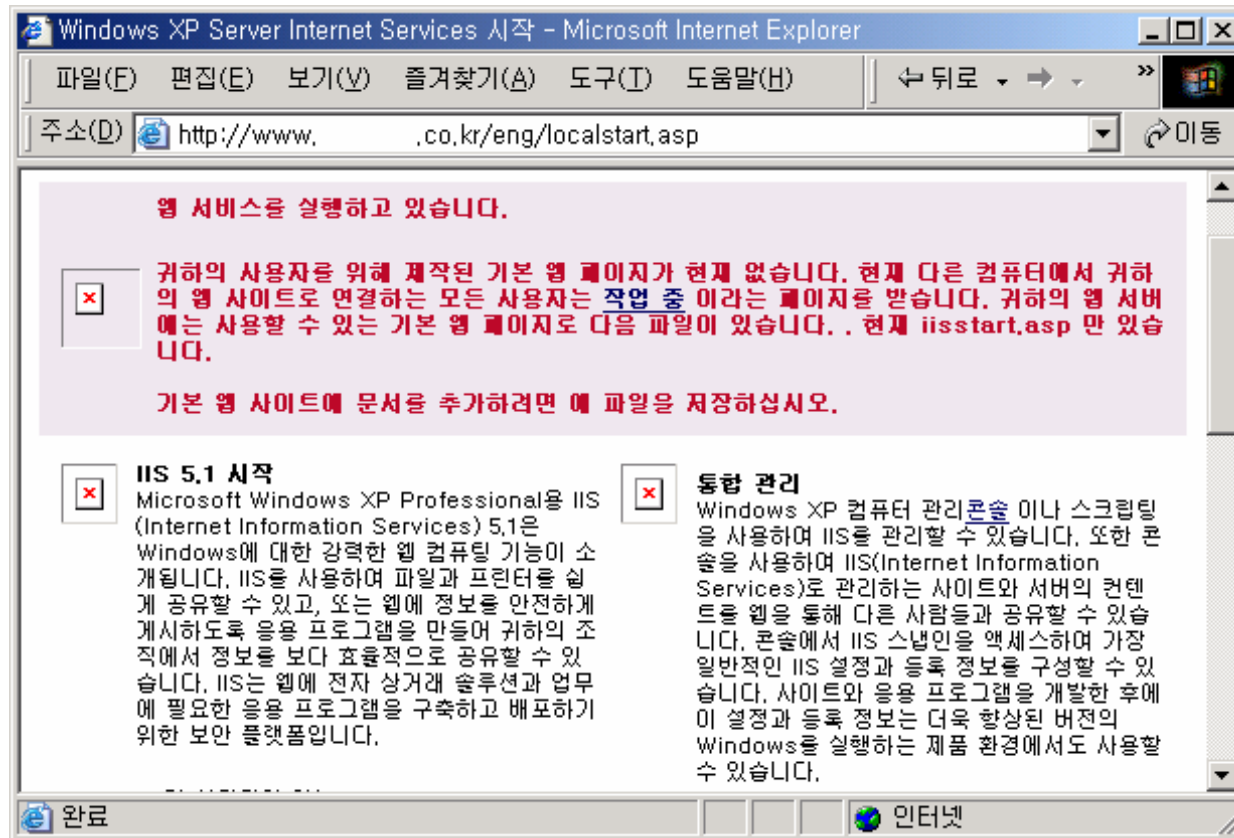 Windows XP Server Internet Services 시작 - Microsoft Internet Explorer
파일(F) 편집(E) 보기(V) 즐겨찾기(A) 도구(T) 도움말(H) 뒤로 »
주소(D) http://www. .co.kr/eng/localstart.asp 이동
웹 서비스를 실행하고 있습니다.
귀하의 사용자를 위해 제작된 기본 웹 페이지가 현재 없습니다. 현재 다른 컴퓨터에서 귀하
의 웹 사이트로 연결하는 모든 사용자는 작업 중 이라는 페이지를 받습니다. 귀하의 웹 서버
에는 사용할 수 있는 기본 웹 페이지로 다음 파일이 있습니다. . 현재 iisstart.asp 만 있습
니다.
기본 웹 사이트에 문서를 추가하려면 에 파일을 저장하십시오.
IIS 5.1 시작
Microsoft Windows XP Professional용 IIS
(Internet Information Services) 5.1은
Windows에 대한 강력한 웹 컴퓨팅 기능이 소
개됩니다. IIS를 사용하여 파일과 프린터를 쉽
게 공유할 수 있고, 또는 웹에 정보를 안전하게
게시하도록 응용 프로그램을 만들어 귀하의 조
직에서 정보를 보다 효율적으로 공유할 수 있
습니다. IIS는 웹에 전자 상거래 솔루션과 업무
에 필요한 응용 프로그램을 구축하고 배포하기
위한 보안 플랫폼입니다.
통합 관리
Windows XP 컴퓨터 관리콘솔 이나 스크립팅
을 사용하여 IIS를 관리할 수 있습니다. 또한 콘
솔을 사용하여 IIS(Internet Information
Services)로 관리하는 사이트와 서버의 컨텐
트를 웹을 통해 다른 사람들과 공유할 수 있습
니다. 콘솔에서 IIS 스냅인을 액세스하여 가장
일반적인 IIS 설정과 등록 정보를 구성할 수 있
습니다. 사이트와 응용 프로그램을 개발한 후에
이 설정과 등록 정보는 더욱 향상된 버전의
Windows를 실행하는 제품 환경에서도 사용할
수 있습니다.
완료 인터넷